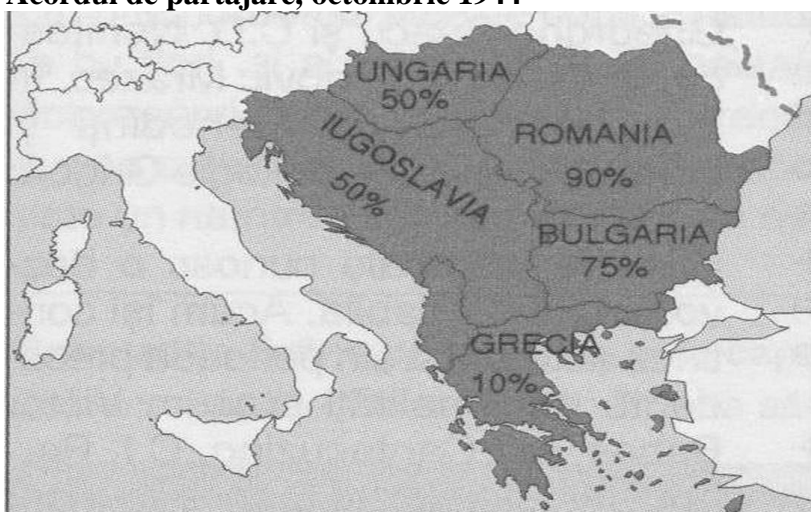 Acordul de partajare, octombrie 1944
UNGARIA
50%
IUGOSLAVIA
50%
ROMANIA
90%
BULGARIA
75%
GRECIA
10%